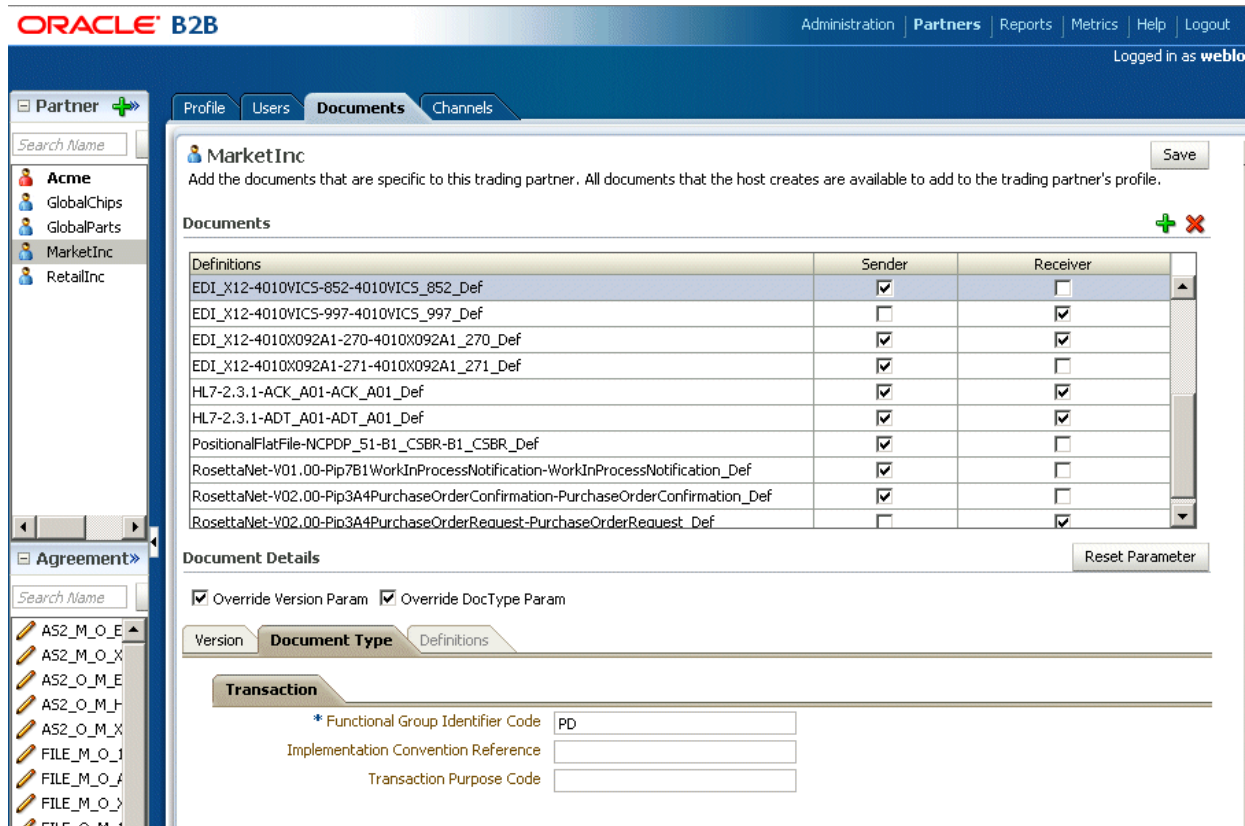 ORACLE B2B
Administration | Partners | Reports | Metrics | Help | Logout
Logged in as weblo
Partner
Search Name
Acme
GlobalChips
GlobalParts
MarketInc
RetailInc
Agreement
Search Name
AS2_M_O_E
AS2_M_O_X
AS2_O_M_E
AS2_O_M_H
AS2_O_M_X
FILE_M_O_1
FILE_M_O_A
FILE_M_O_X
Profile Users Documents Channels
MarketInc Save
Add the documents that are specific to this trading partner. All documents that the host creates are available to add to the trading partner's profile.
Documents
Definitions Sender Receiver
EDI_X12-4010VICS-852-4010VICS_852_Def
EDI_X12-4010VICS-997-4010VICS_997_Def
EDI_X12-4010X092A1-270-4010X092A1_270_Def
EDI_X12-4010X092A1-271-4010X092A1_271_Def
HL7-2.3.1-ACK_A01-ACK_A01_Def
HL7-2.3.1-ADT_A01-ADT_A01_Def
PositionalFlatFile-NCPDP_51-B1_CSBR-B1_CSBR_Def
RosettaNet-V01.00-Pip7B1WorkInProcessNotification-WorkInProcessNotification_Def
RosettaNet-V02.00-Pip3A4PurchaseOrderConfirmation-PurchaseOrderConfirmation_Def
RosettaNet-V02.00-Pip3A4PurchaseOrderRequest-PurchaseOrderRequest_Def
Document Details Reset Parameter
Override Version Param Override DocType Param
Version Document Type Definitions
Transaction
* Functional Group Identifier Code PD
Implementation Convention Reference
Transaction Purpose Code